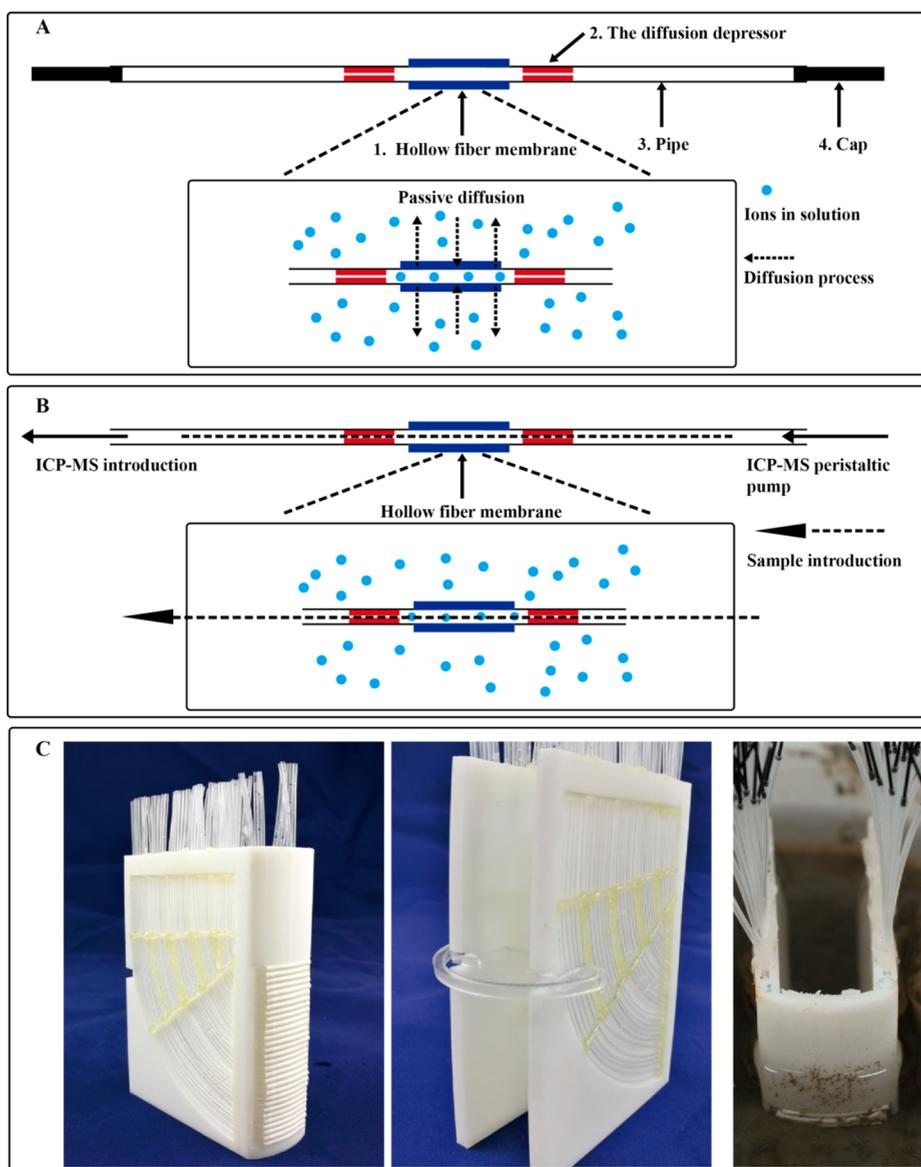 A
2. The diffusion depressor
1. Hollow fiber membrane
3. Pipe
4. Cap
Passive diffusion
Ions in solution
Diffusion process
B
ICP-MS introduction
ICP-MS peristaltic
pump
Hollow fiber membrane
Sample introduction
C